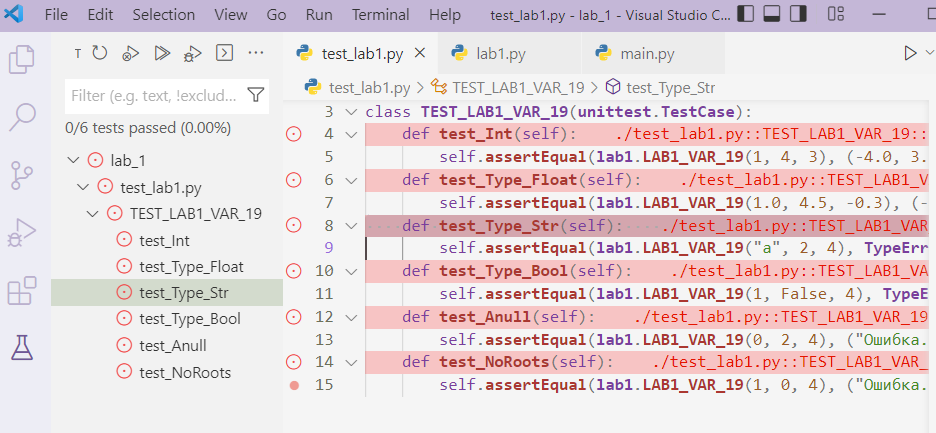 File Edit Selection View Go Run Terminal Help test_lab1.py - lab_1 - Visual Studio C...
T ...
test_lab1.py lab1.py main.py
Filter (e.g. text, !exclud...
test_lab1.py > TEST_LAB1_VAR_19 > test_Type_Str
0/6 tests passed (0.00%)
lab_1
test_lab1.py
TEST_LAB1_VAR_19
test_Int
test_Type_Float
test_Type_Str
test_Type_Bool
test_Anull
test_NoRoots
3 class TEST_LAB1_VAR_19(unittest.TestCase):
4 def test_Int(self): ./test_lab1.py::TEST_LAB1_VAR_19::
5 self.assertEqual(lab1.LAB1_VAR_19(1, 4, 3), (-4.0, 3.
6 def test_Type_Float(self): ./test_lab1.py::TEST_LAB1_V
7 self.assertEqual(lab1.LAB1_VAR_19(1.0, 4.5, -0.3), (-
8 def test_Type_Str(self): ./test_lab1.py::TEST_LAB1_VAR
9 self.assertEqual(lab1.LAB1_VAR_19("a", 2, 4), TypeErr
10 def test_Type_Bool(self): ./test_lab1.py::TEST_LAB1_VA
11 self.assertEqual(lab1.LAB1_VAR_19(1, False, 4), TypeE
12 def test_Anull(self): ./test_lab1.py::TEST_LAB1_VAR_19
13 self.assertEqual(lab1.LAB1_VAR_19(0, 2, 4), ("Ошибка.
14 def test_NoRoots(self): ./test_lab1.py::TEST_LAB1_VAR_
15 self.assertEqual(lab1.LAB1_VAR_19(1, 0, 4), ("Ошибка.